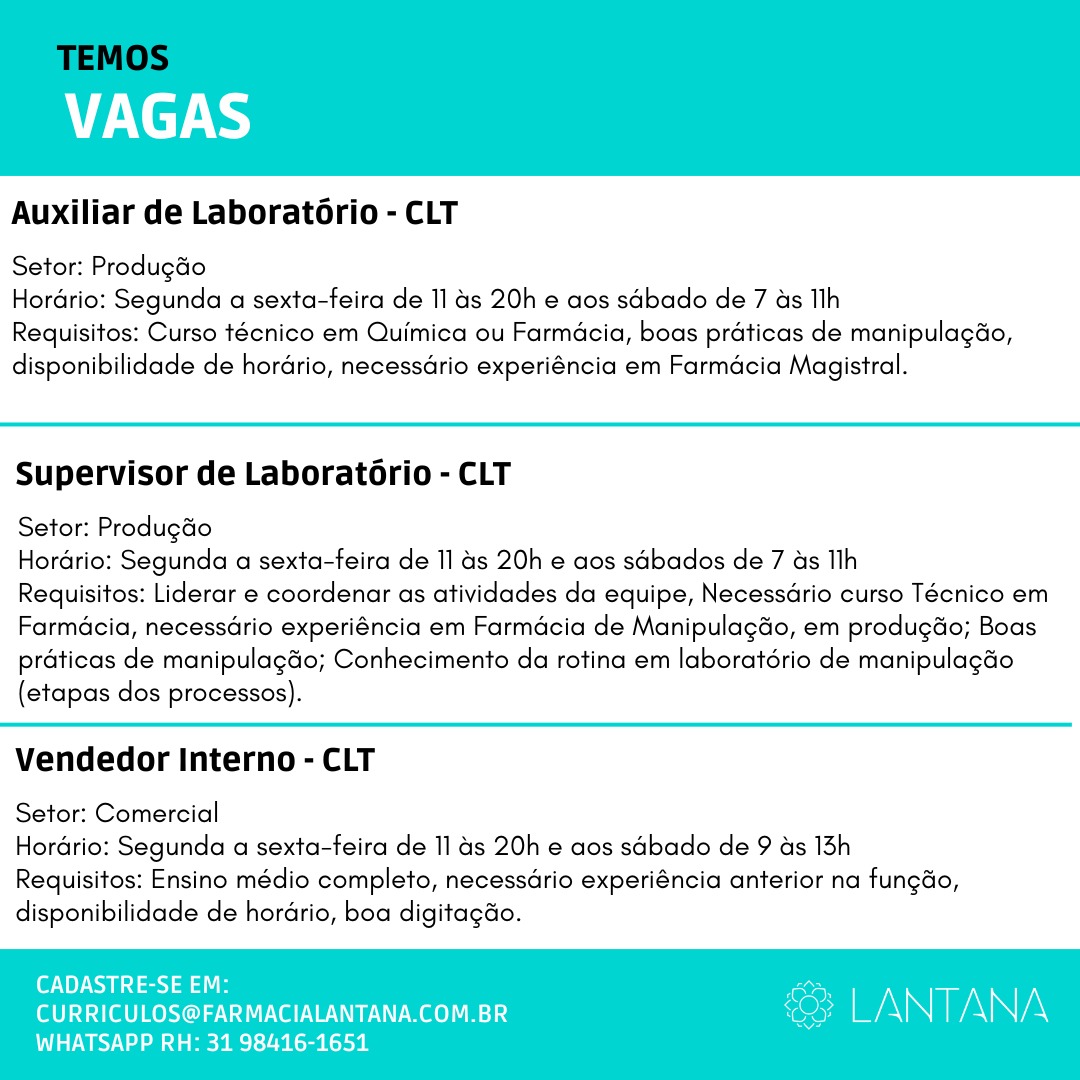 TEMOS
VAGAS
Auxiliar de Laboratório - CLT
Setor: Produção
Horário: Segunda a sexta-feira de 11 às 20h e aos sábado de 7 às 11h
Requisitos: Curso técnico em Química ou Farmácia, boas práticas de manipulação,
disponibilidade de horário, necessário experiência em Farmácia Magistral.
Supervisor de Laboratório - CLT
Setor: Produção
Horário: Segunda a sexta-feira de 11 às 20h e aos sábados de 7 às 11h
Requisitos: Liderar e coordenar as atividades da equipe, Necessário curso Técnico em
Farmácia, necessário experiência em Farmácia de Manipulação, em produção; Boas
práticas de manipulação; Conhecimento da rotina em laboratório de manipulação
(etapas dos processos).
Vendedor Interno - CLT
Setor: Comercial
Horário: Segunda a sexta-feira de 11 às 20h e aos sábado de 9 às 13h
Requisitos: Ensino médio completo, necessário experiência anterior na função,
disponibilidade de horário, boa digitação.
CADASTRE-SE EM:
CURRICULOS@FARMACIALANTANA.COM.BR
WHATSAPP RH: 31 98416-1651
LANTANA